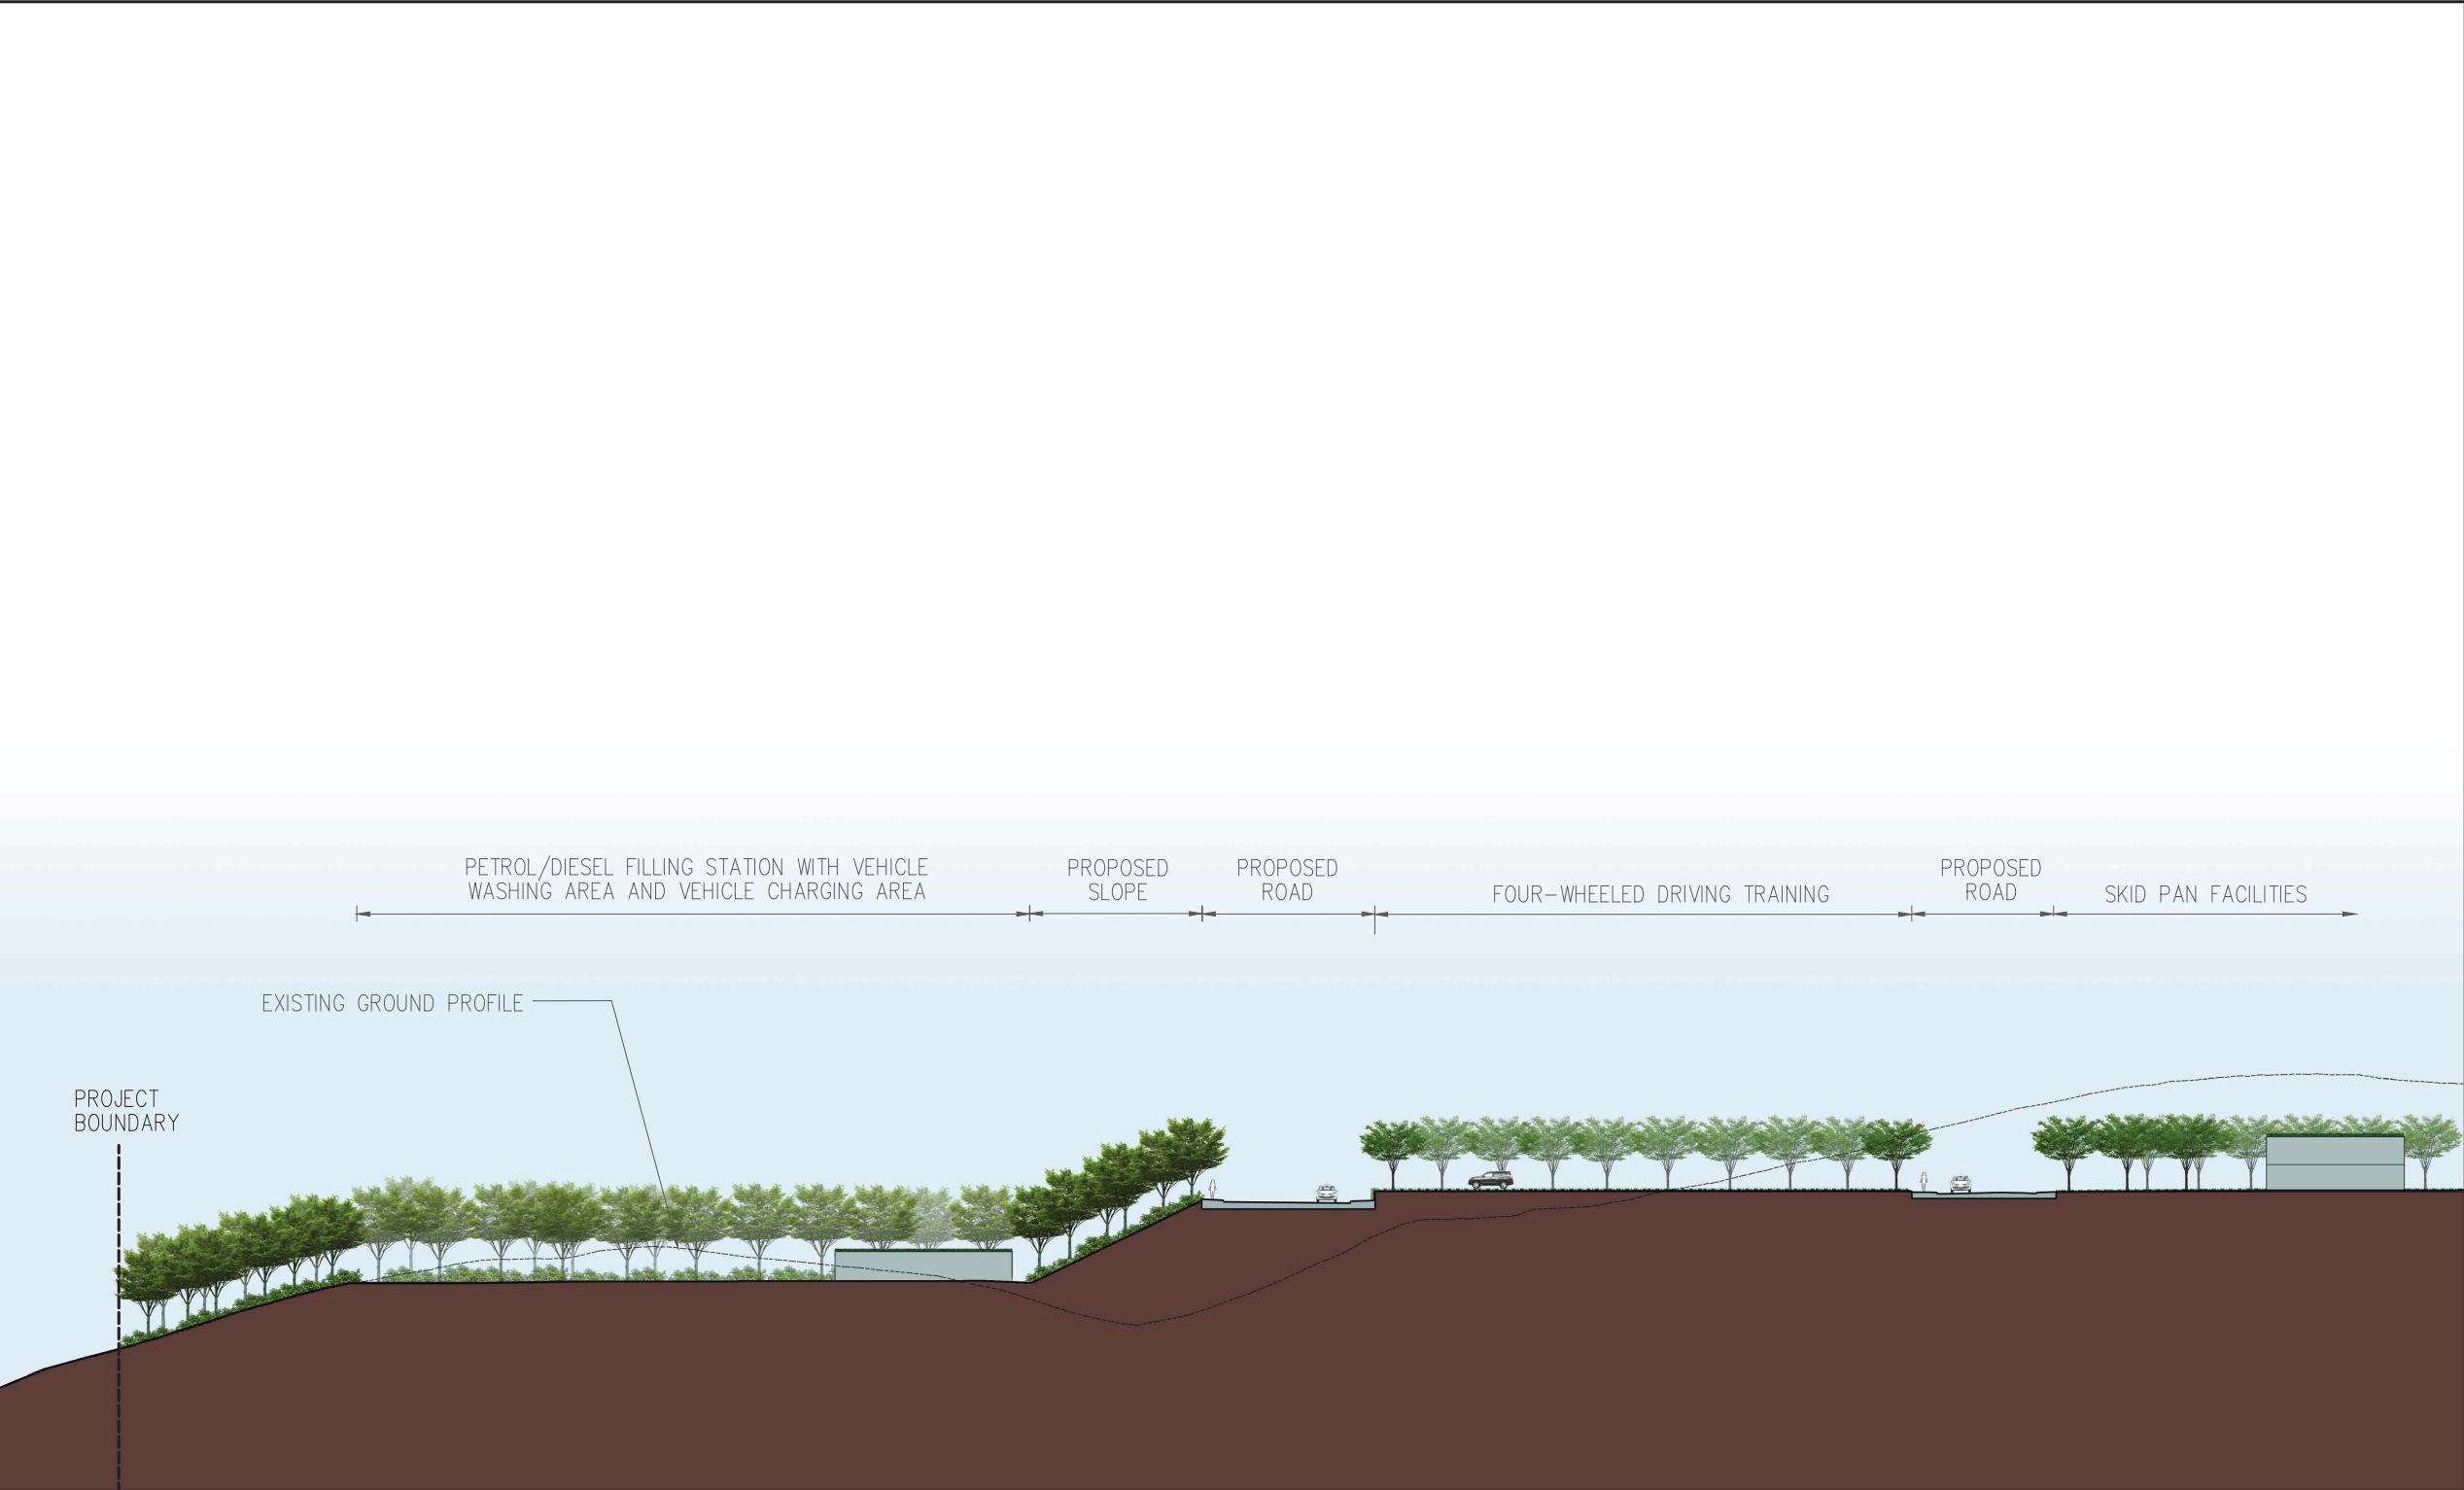 PETROL/DIESEL FILLING STATION WITH VEHICLE
WASHING AREA AND VEHICLE CHARGING AREA
PROPOSED
SLOPE
PROPOSED
ROAD
FOUR-WHEELED DRIVING TRAINING
PROPOSED
ROAD
SKID PAN FACILITIES
EXISTING GROUND PROFILE
PROJECT
BOUNDARY